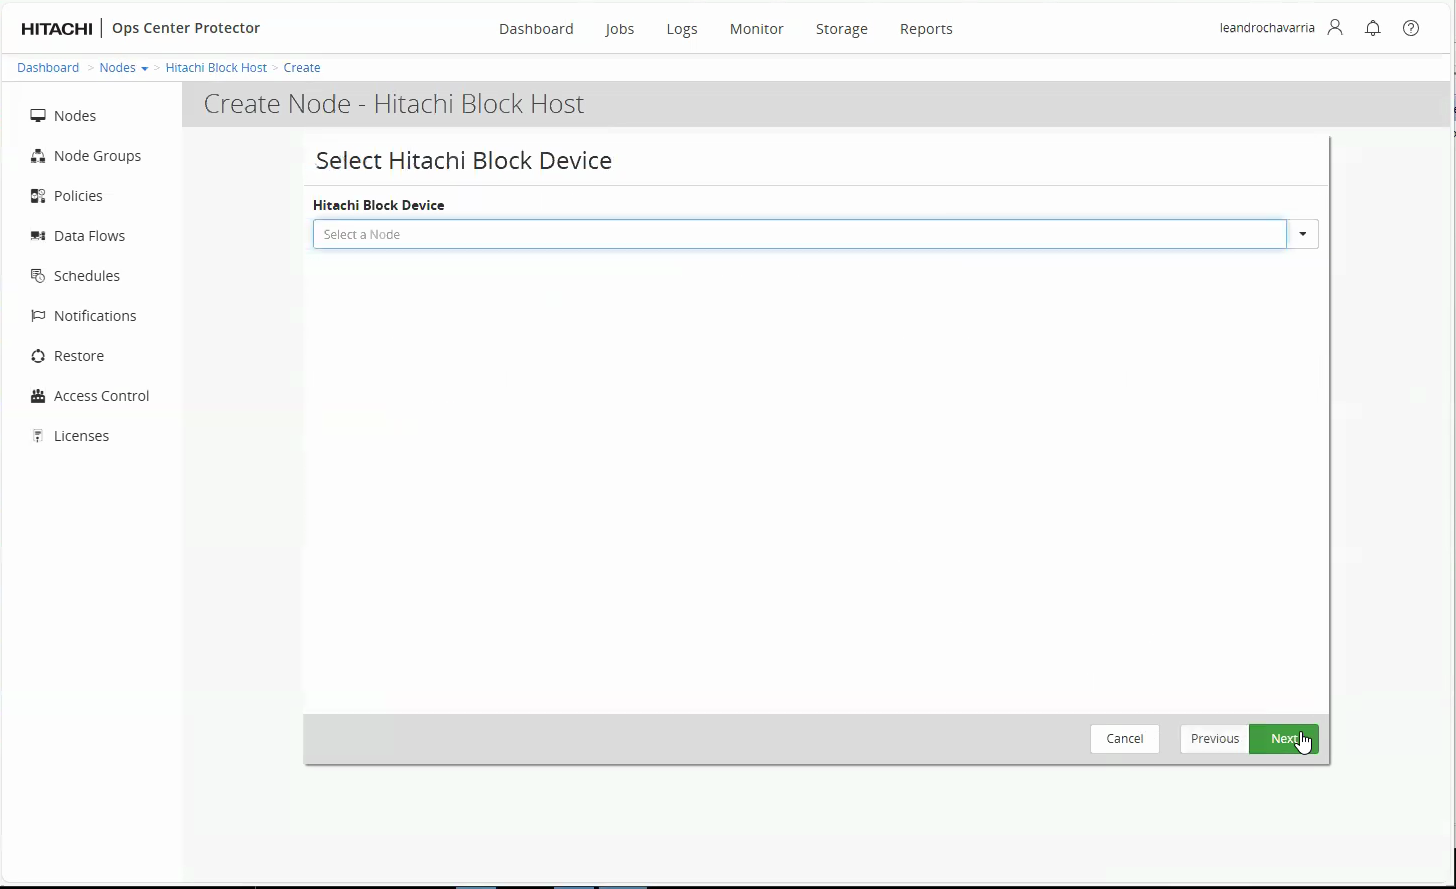 HITACHI | Ops Center Protector
Dashboard Jobs Logs Monitor Storage Reports
leandrochavarria
Dashboard > Nodes > Hitachi Block Host > Create
Nodes
Node Groups
Policies
Data Flows
Schedules
Notifications
Restore
Access Control
Licenses
Create Node - Hitachi Block Host
Select Hitachi Block Device
Hitachi Block Device
Select a Node
Cancel Previous Next